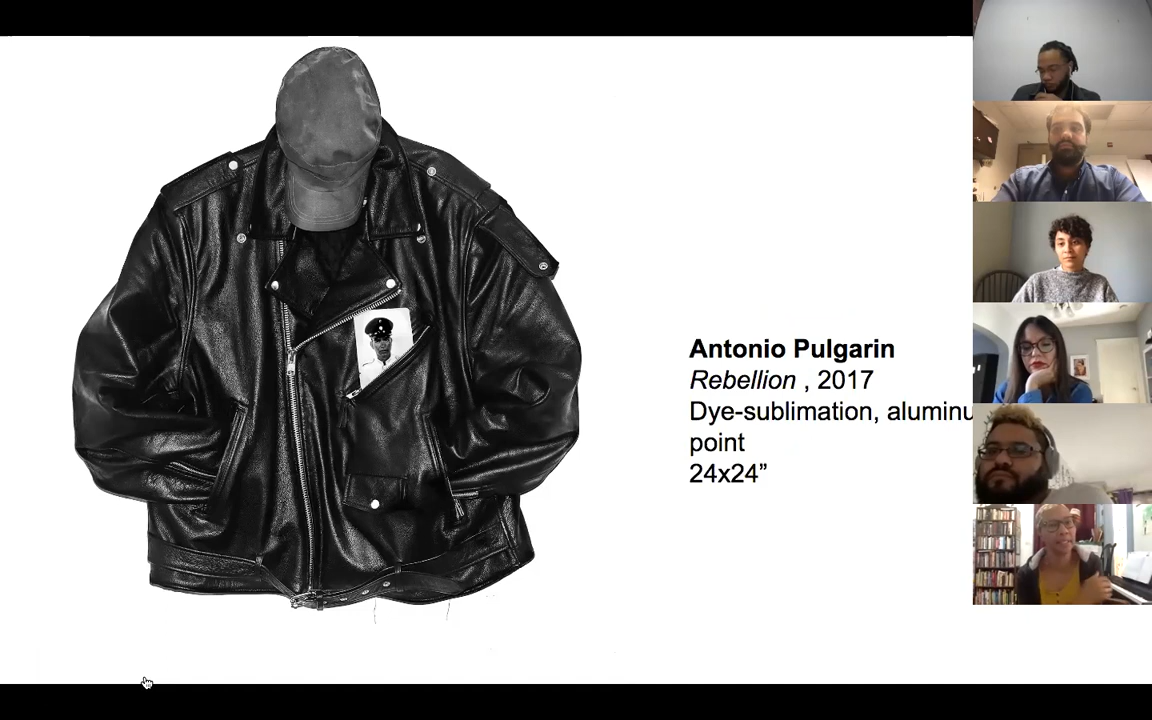 Antonio Pulgarin
Rebellion , 2017
Dye-sublimation, aluminu
point
24x24”